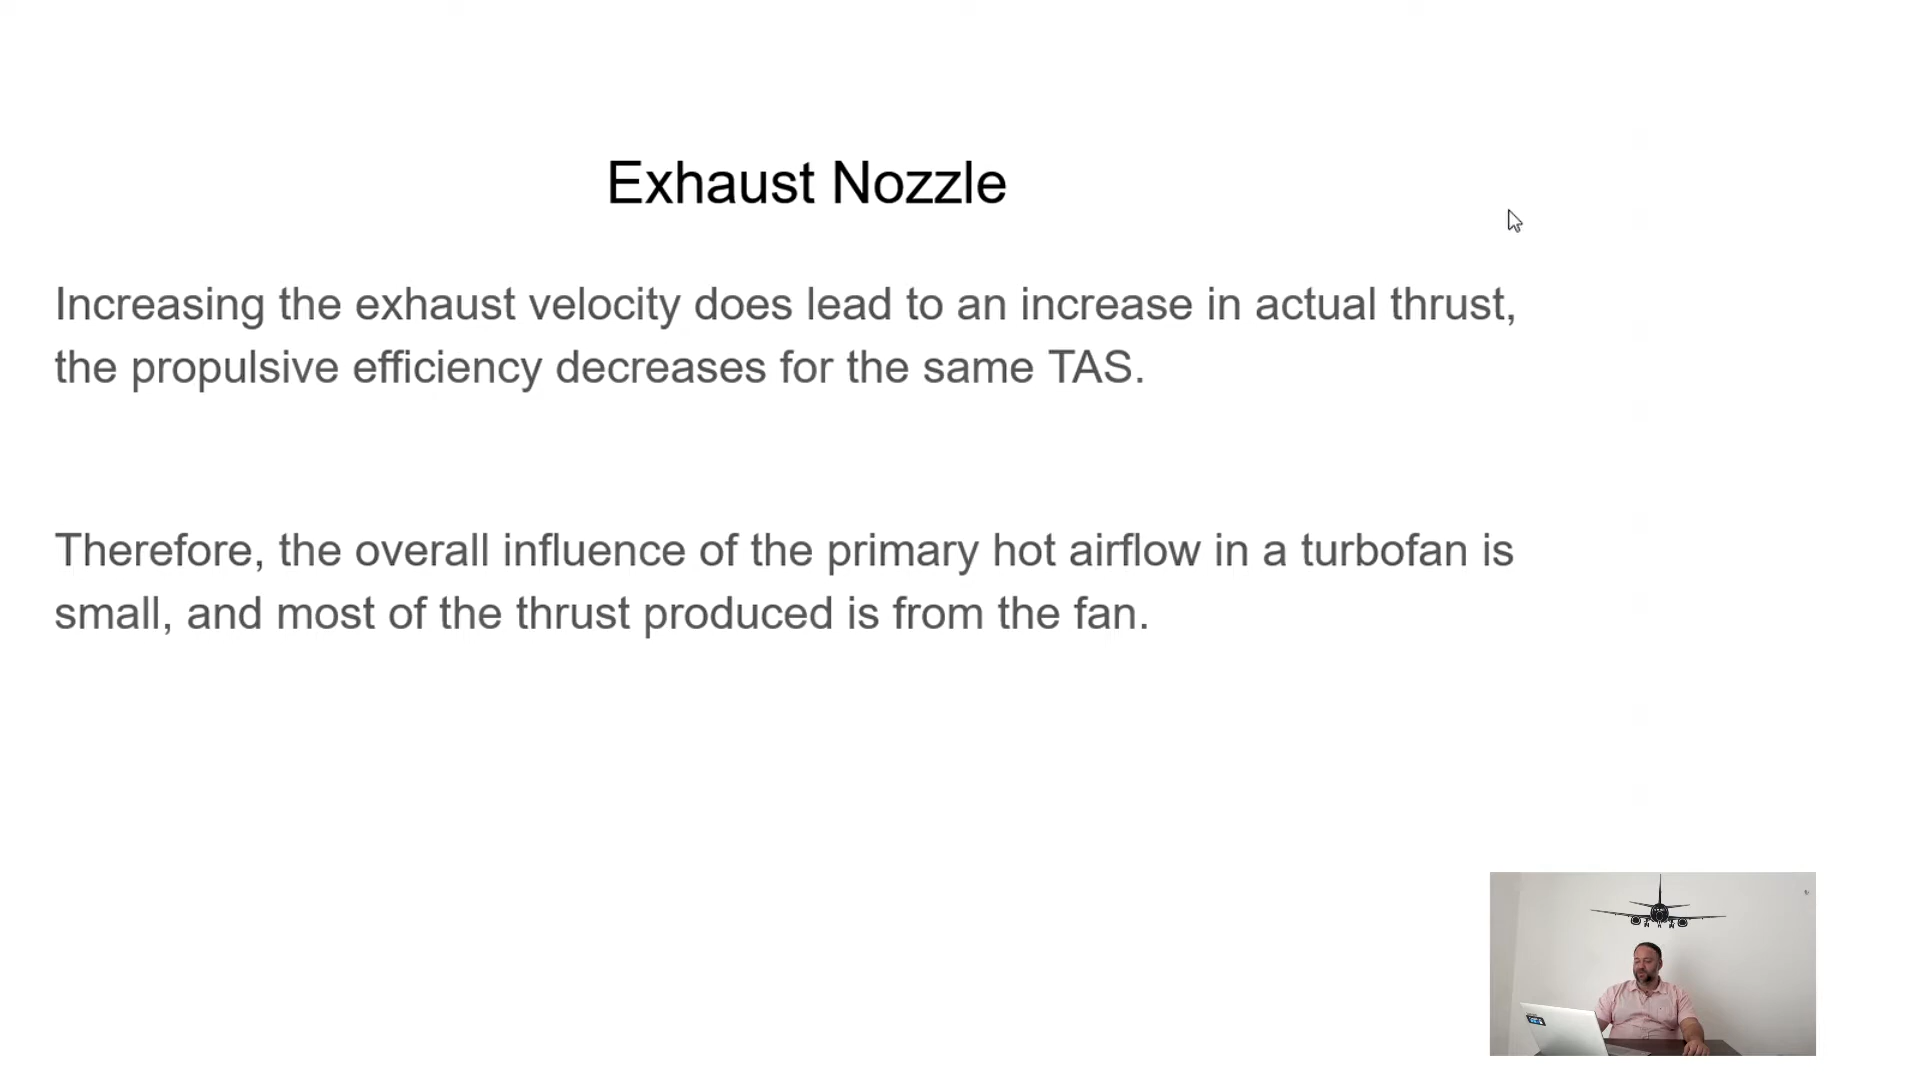 Exhaust Nozzle
Increasing the exhaust velocity does lead to an increase in actual thrust,
the propulsive efficiency decreases for the same TAS.
Therefore, the overall influence of the primary hot airflow in a turbofan is
small, and most of the thrust produced is from the fan.